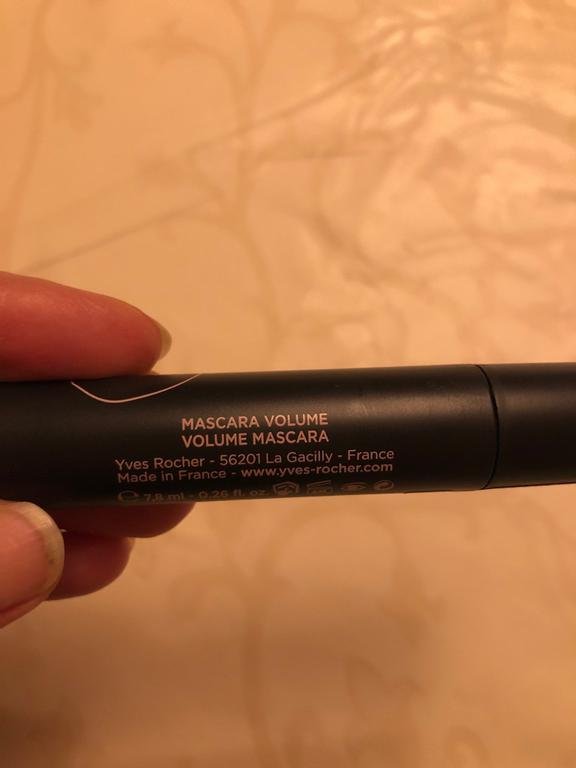 MASCARA VOLUME
VOLUME MASCARA
Yves Rocher - 56201 La Gacilly - France
Made in France - www.yves-rocher.com
℮ 7,8 ml - 0.26 fl. oz.